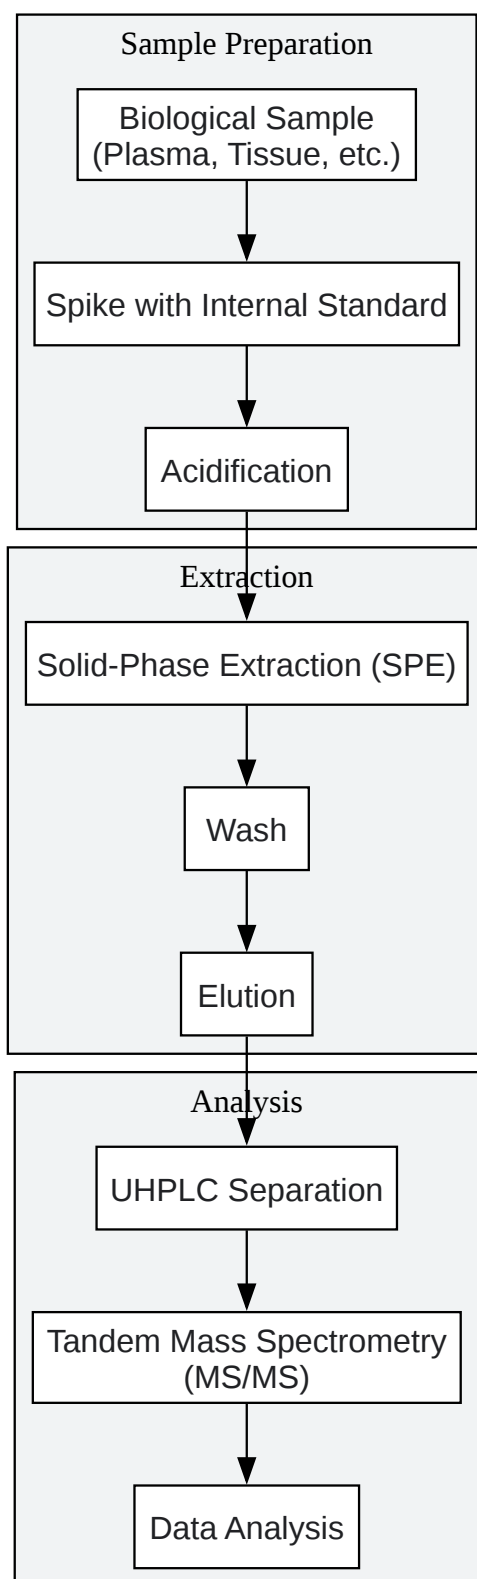 Sample Preparation
Biological Sample
(Plasma, Tissue, etc.)
Spike with Internal Standard
Acidification
Extraction
Solid-Phase Extraction (SPE)
Wash
Elution
Analysis
UHPLC Separation
Tandem Mass Spectrometry
(MS/MS)
Data Analysis